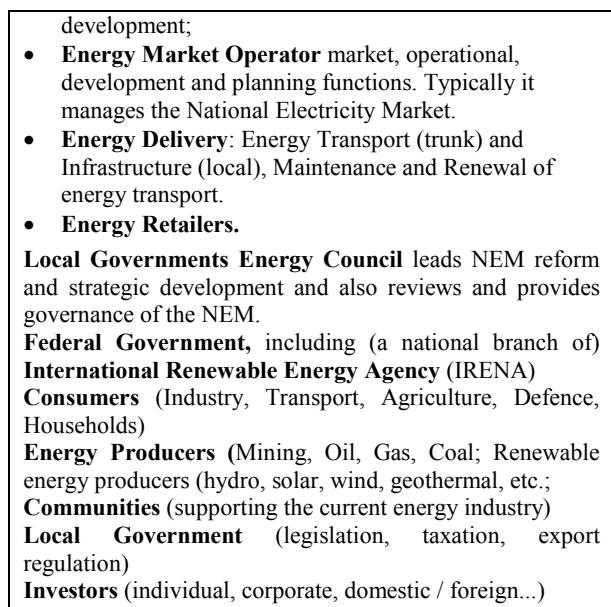 development;
• Energy Market Operator market, operational,
development and planning functions. Typically it
manages the National Electricity Market.
• Energy Delivery: Energy Transport (trunk) and
Infrastructure (local), Maintenance and Renewal of
energy transport.
• Energy Retailers.
Local Governments Energy Council leads NEM reform
and strategic development and also reviews and provides
governance of the NEM.
Federal Government, including (a national branch of)
International Renewable Energy Agency (IRENA)
Consumers (Industry, Transport, Agriculture, Defence,
Households)
Energy Producers (Mining, Oil, Gas, Coal; Renewable
energy producers (hydro, solar, wind, geothermal, etc.;
Communities (supporting the current energy industry)
Local Government (legislation, taxation, export
regulation)
Investors (individual, corporate, domestic / foreign...)